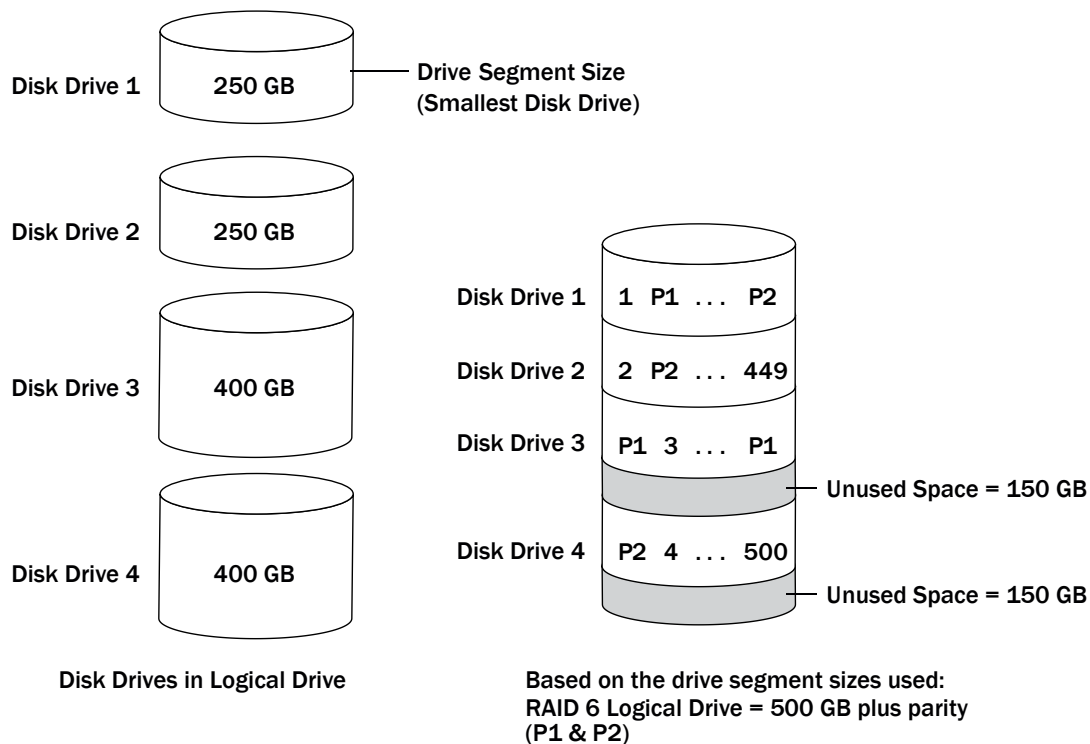 Disk Drive 1
250 GB
Drive Segment Size
(Smallest Disk Drive)
Disk Drive 2
250 GB
Disk Drive 3
400 GB
Disk Drive 4
400 GB
Disk Drives in Logical Drive
Disk Drive 1
1 P1 ... P2
Disk Drive 2
2 P2 ... 449
Disk Drive 3
P1 3 ... P1
Unused Space = 150 GB
Disk Drive 4
P2 4 ... 500
Unused Space = 150 GB
Based on the drive segment sizes used:
RAID 6 Logical Drive = 500 GB plus parity
(P1 & P2)